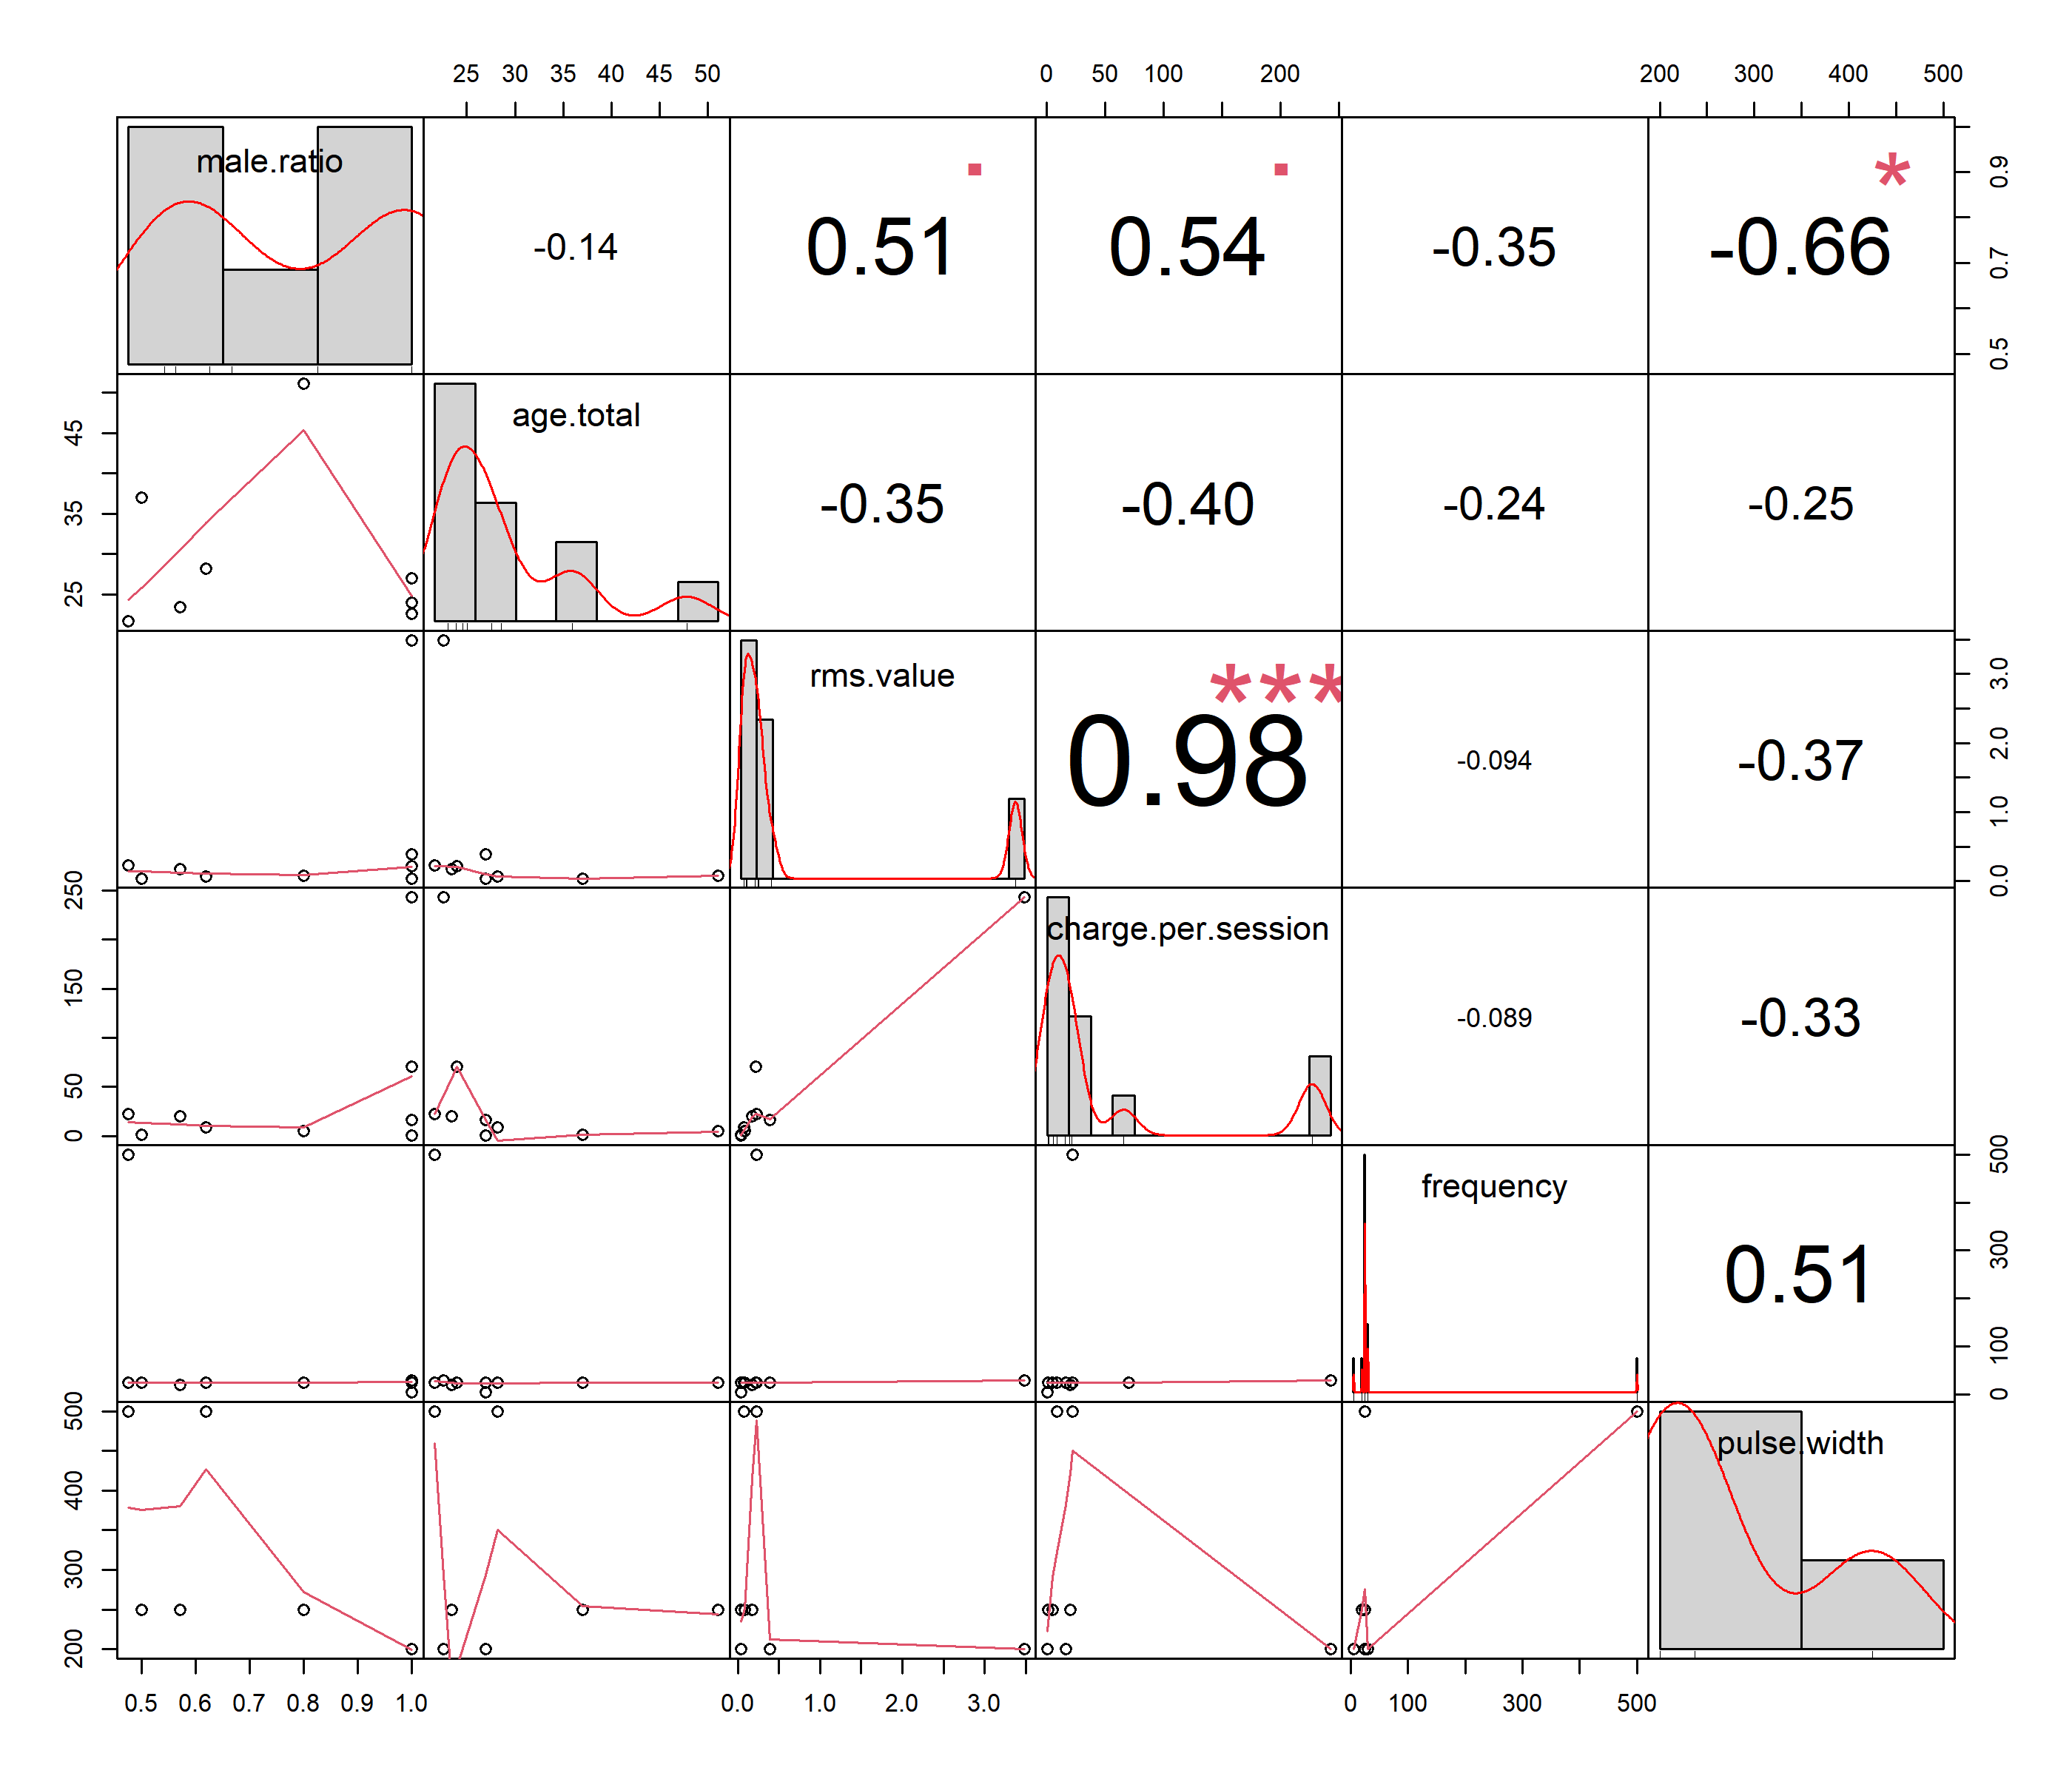 25 30 35 40 45 50 0 50 100 200 200 300 400 500
male.ratio -0.14 0.51 . 0.54 . -0.35 -0.66 * 0.5 0.7 0.9
25 35 45 age.total -0.35 -0.40 -0.24 -0.25
rms.value 0.98 *** -0.094 -0.37 0.0 1.0 2.0 3.0
0 50 150 250 charge.per.session -0.089 -0.33
frequency 0.51 0 100 300 500
200 300 400 500 pulse.width
0.5 0.6 0.7 0.8 0.9 1.0 0.0 1.0 2.0 3.0 0 100 300 500